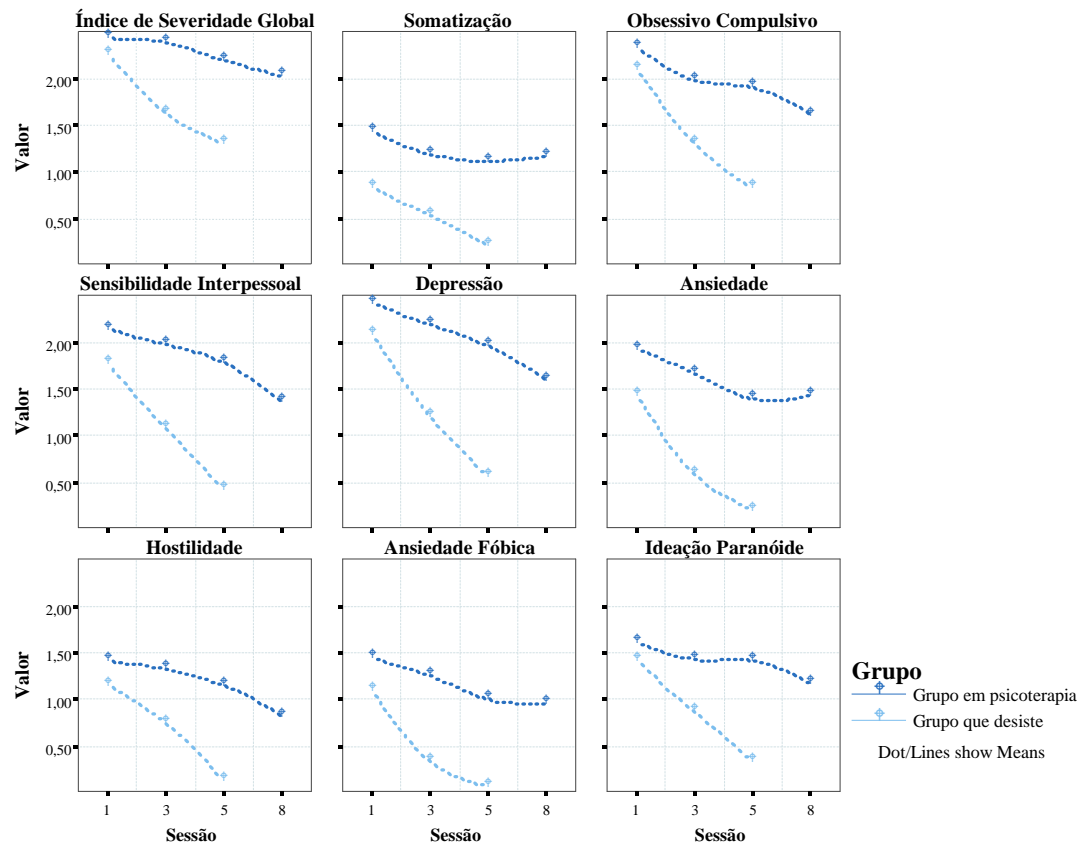 Índice de Severidade Global
Somatização
Obsessivo Compulsivo
Valor
2,00
1,50
1,00
0,50
Sensibilidade Interpessoal
Depressão
Ansiedade
Valor
2,00
1,50
1,00
0,50
Hostilidade
Ansiedade Fóbica
Ideação Paranóide
Valor
2,00
1,50
1,00
0,50
1 3 5 8
1 3 5 8
1 3 5 8
Sessão
Sessão
Sessão
Grupo
Grupo em psicoterapia
Grupo que desiste
Dot/Lines show Means